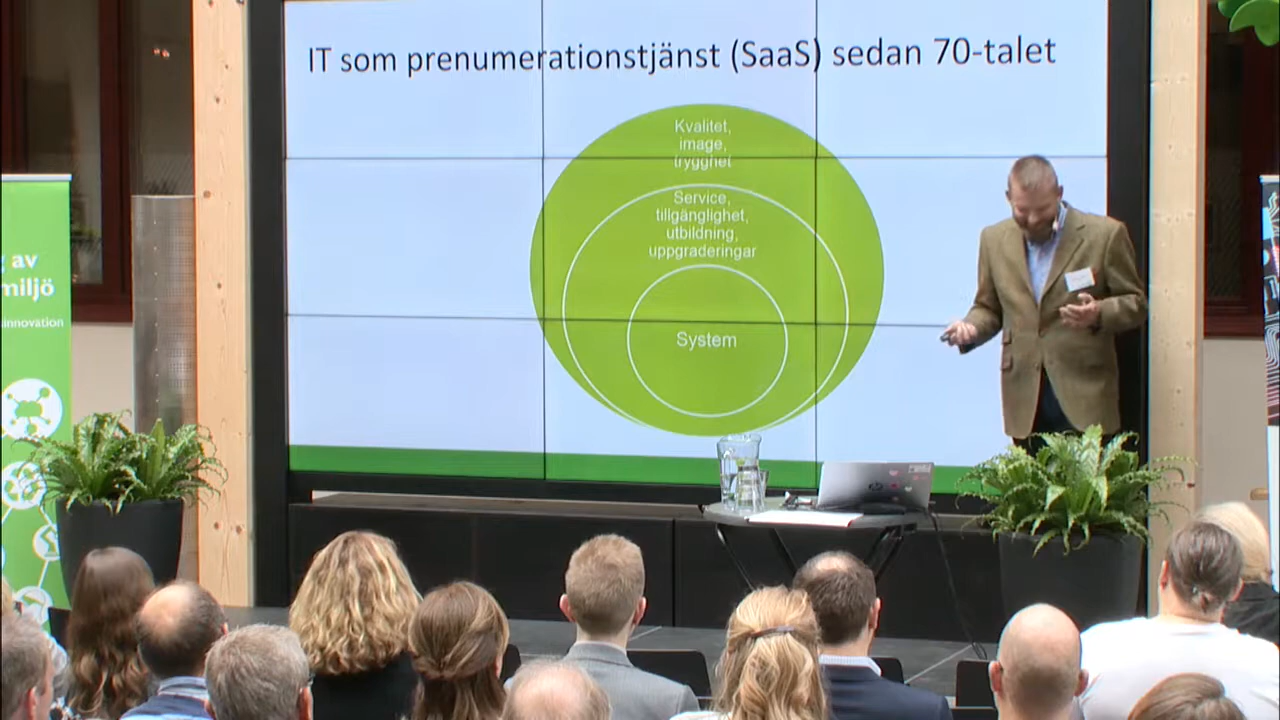 IT som prenumerationstjänst (SaaS) sedan 70-talet
Kvalitet,
image,
trygghet
Service,
tillgänglighet,
utbildning,
uppgraderingar
System
av
miljö
innovation